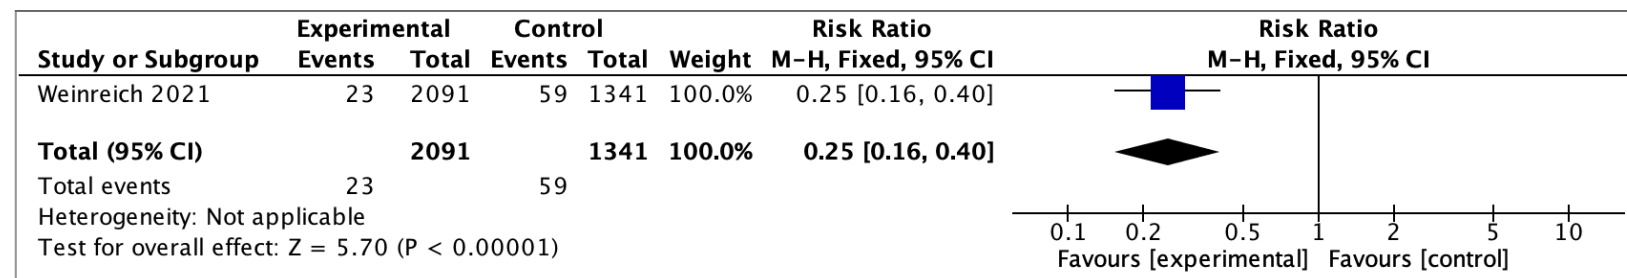 Experimental Control Risk Ratio Risk Ratio
Study or Subgroup Events Total Events Total Weight M-H, Fixed, 95% CI M-H, Fixed, 95% CI
Weinreich 2021 23 2091 59 1341 100.0% 0.25 [0.16, 0.40]
Total (95% CI) 2091 1341 100.0% 0.25 [0.16, 0.40]
Total events 23 59
Heterogeneity: Not applicable
Test for overall effect: Z = 5.70 (P < 0.00001)
0.1 0.2 0.5 1 2 5 10
Favours [experimental] Favours [control]